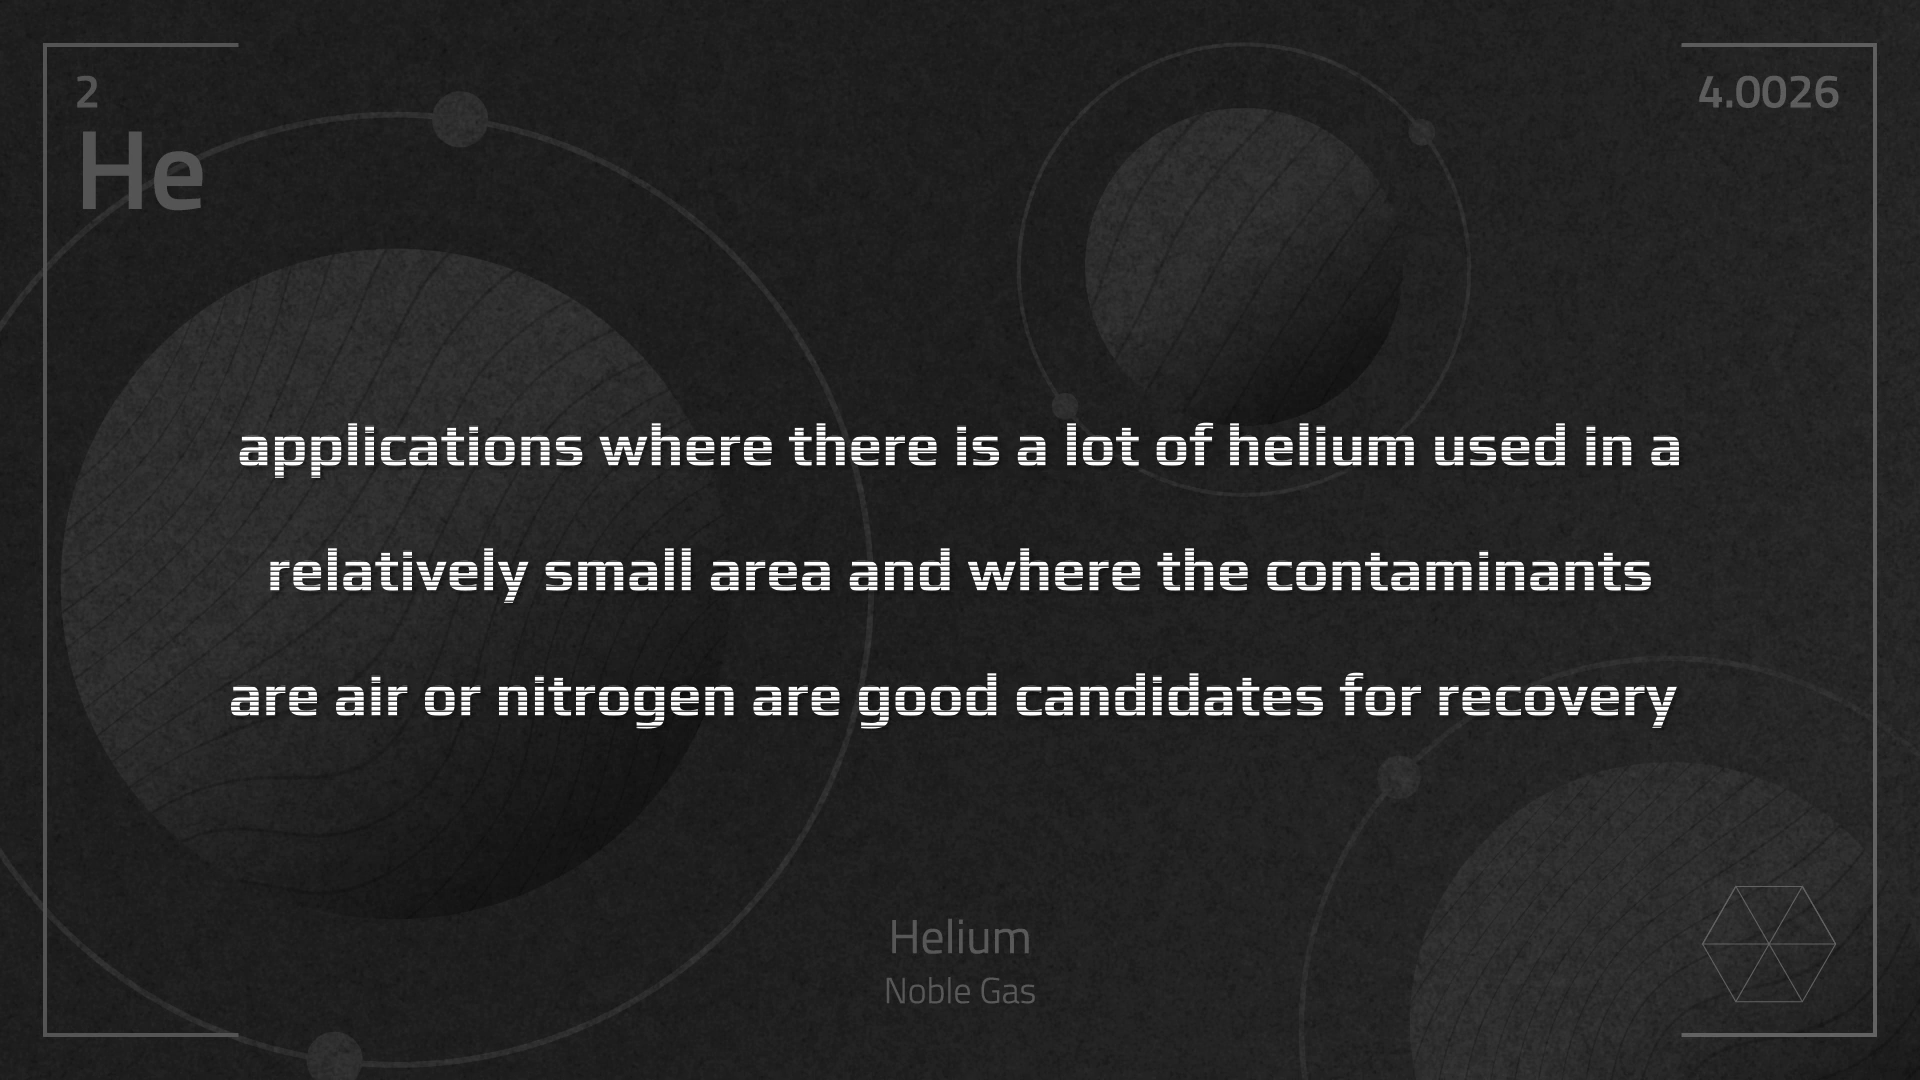 2
4.0026
He
applications where there is a lot of helium used in a
relatively small area and where the contaminants
are air or nitrogen are good candidates for recovery
Helium
Noble Gas